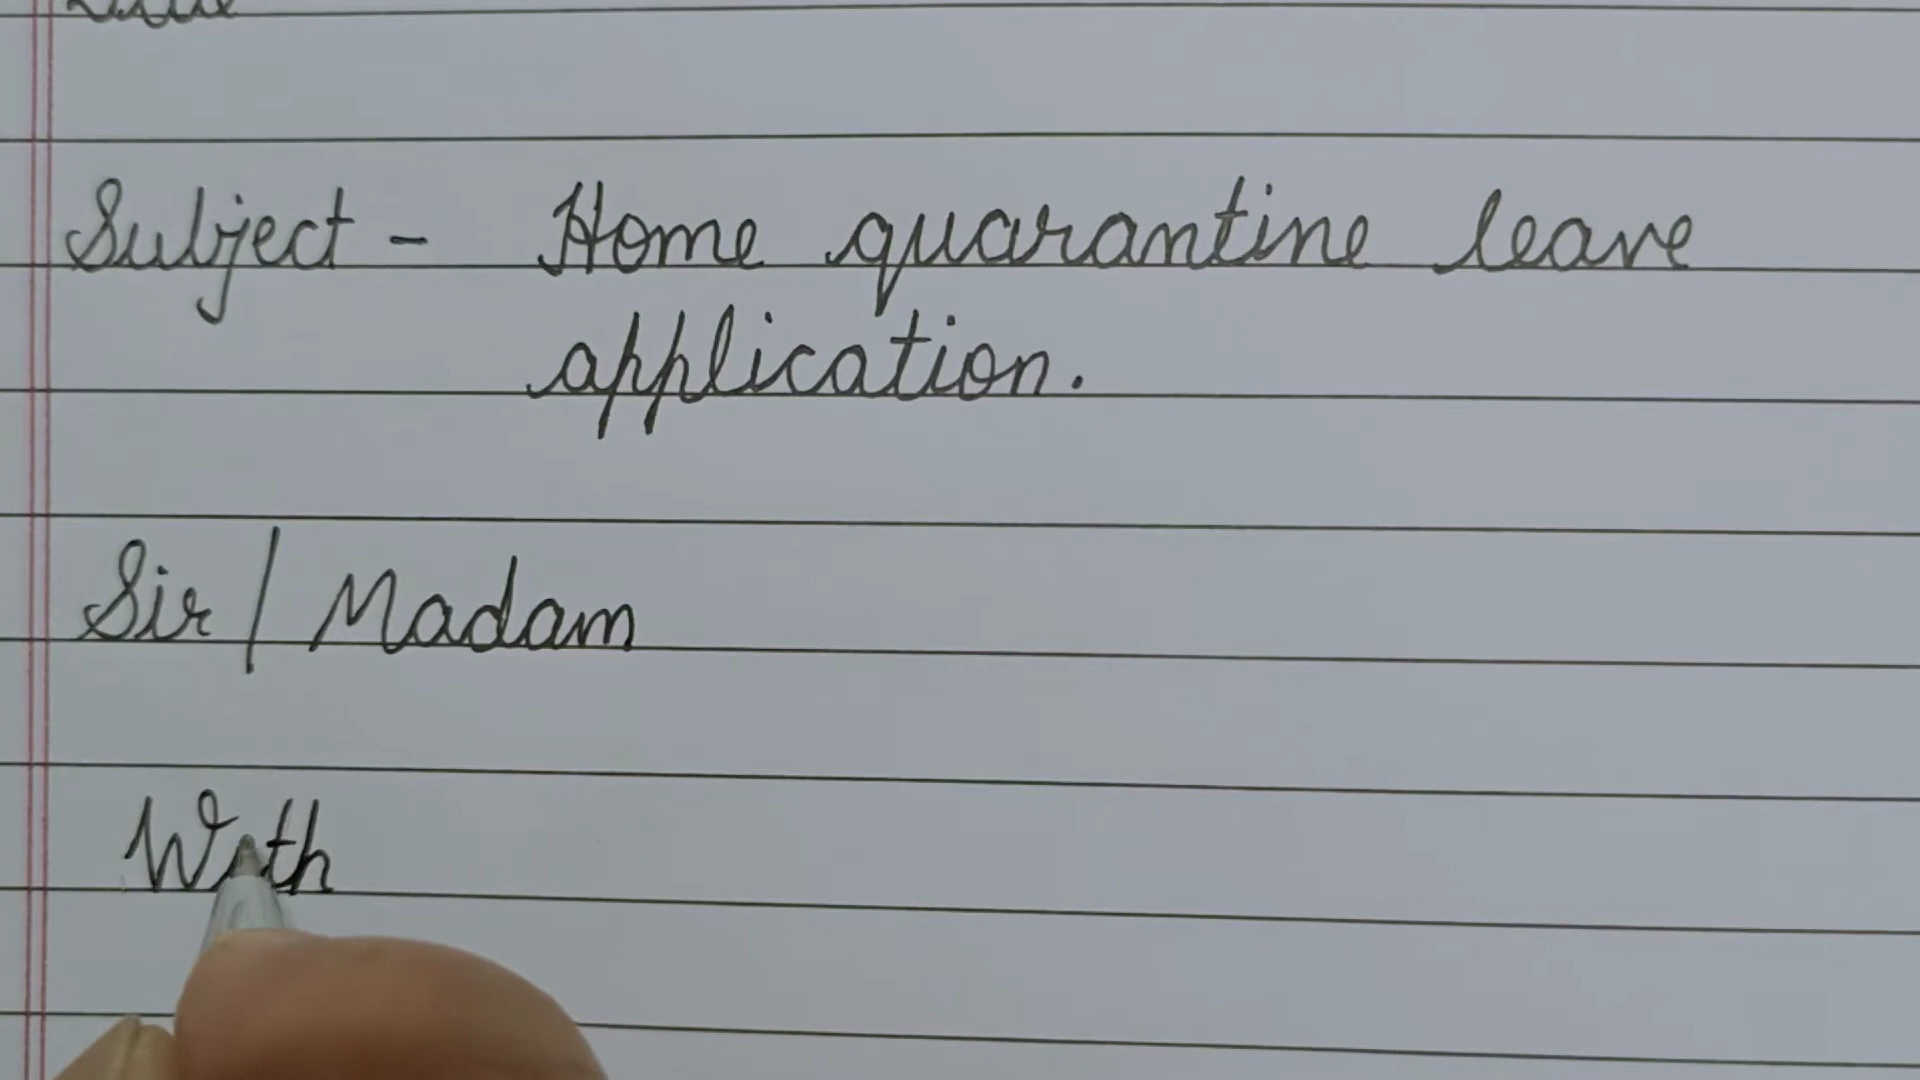 Subject - Home quarantine leave
application.
Sir / Madam
With